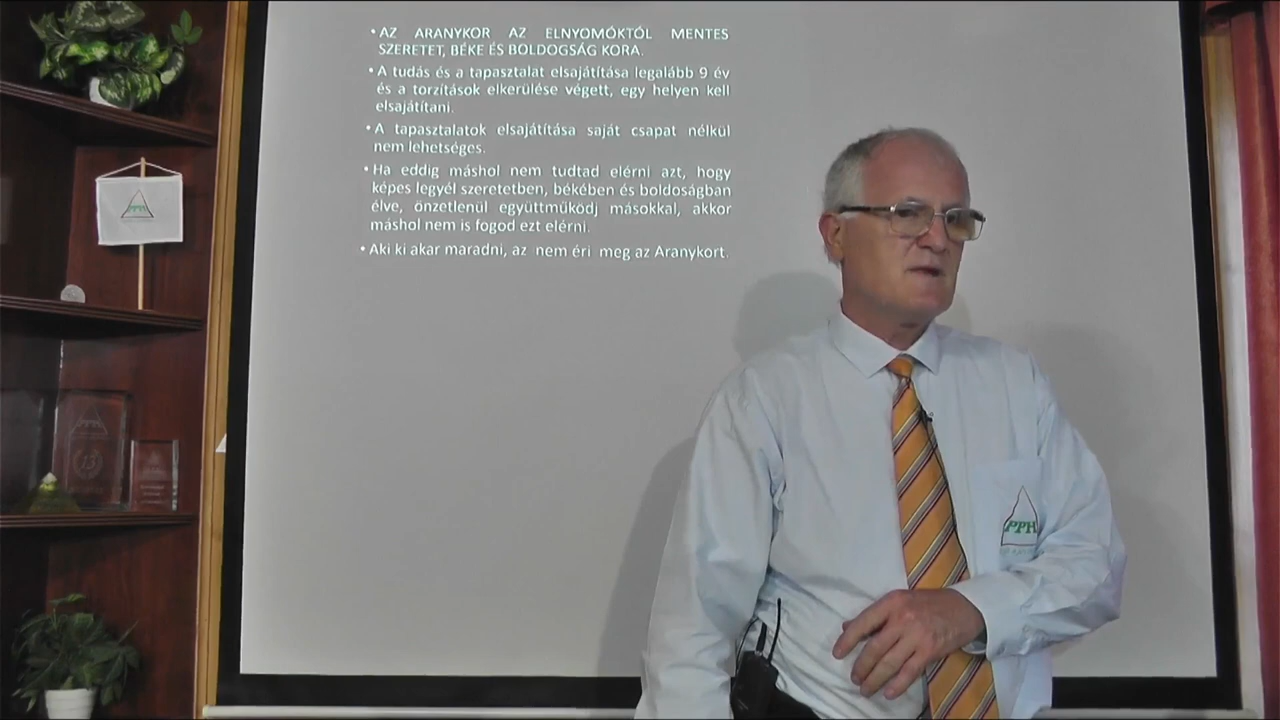 • AZ ARANYKOR AZ ELNYOMÓKTÓL MENTES
SZERETET, BÉKE ÉS BOLDOGSÁG KORA.
• A tudás és a tapasztalat elsajátítása legalább 9 év
és a torzítások elkerülése végett, egy helyen kell
elsajátítani.
• A tapasztalatok elsajátítása saját csapat nélkül
nem lehetséges.
• Ha eddig máshol nem tudtad elérni azt, hogy
képes legyél szeretetben, békében és boldoságban
élve, önzetlenül együttműködj másokkal, akkor
máshol nem is fogod ezt elérni.
• Aki ki akar maradni, az nem éri meg az Aranykort.
PPH
PPH
13